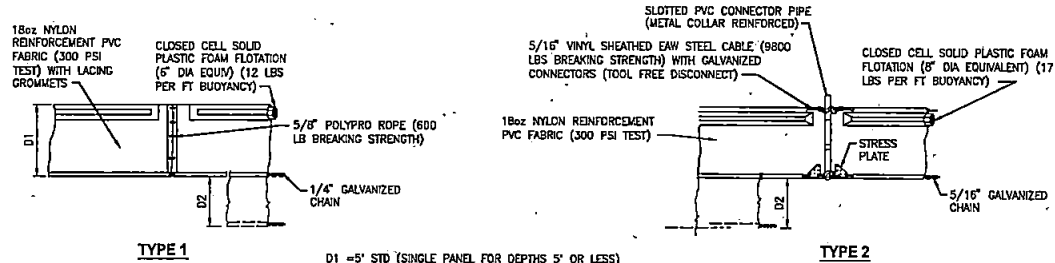 18oz NYLON
REINFORCEMENT PVC
FABRIC (300 PSI
TEST) WITH LACING
GROMMETS
CLOSED CELL SOLID
PLASTIC FOAM
FLOTATION
(6" DIA EQUIV) (12 LBS
PER FT BUOYANCY)
D1
5/8" POLYPRO ROPE (600
LB BREAKING STRENGTH)
D2
1/4" GALVANIZED
CHAIN
TYPE 1
SLOTTED PVC CONNECTOR PIPE
(METAL COLLAR REINFORCED)
5/16" VINYL SHEATHED EAW STEEL CABLE (9800
LBS BREAKING STRENGTH) WITH GALVANIZED
CONNECTORS (TOOL FREE DISCONNECT)
CLOSED CELL SOLID PLASTIC FOAM
FLOTATION (8" DIA EQUIVALENT) (17
LBS PER FT BUOYANCY)
18oz NYLON REINFORCEMENT
PVC FABRIC (300 PSI TEST)
STRESS
PLATE
D2
5/16" GALVANIZED
CHAIN
TYPE 2
D1 =5' STD (SINGLE PANEL FOR DEPTHS 5' OR LESS)